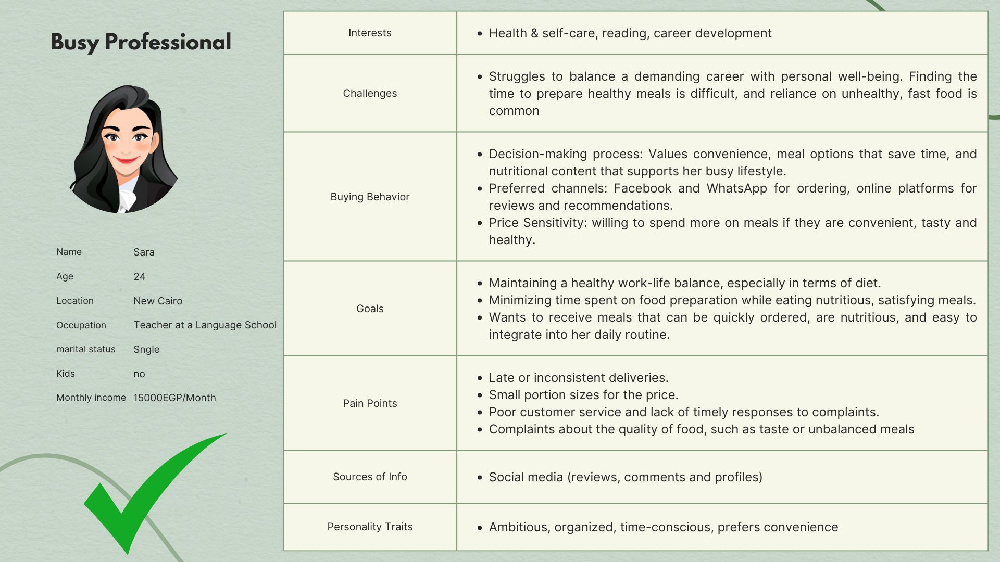 Busy Professional
Name Sara
Age 24
Location New Cairo
Occupation Teacher at a Language School
marital status Sngle
Kids no
Monthly income 15000EGP/Month
Interests
• Health & self-care, reading, career development
Challenges
• Struggles to balance a demanding career with personal well-being. Finding the
time to prepare healthy meals is difficult, and reliance on unhealthy, fast food is
common
Buying Behavior
• Decision-making process: Values convenience, meal options that save time, and
nutritional content that supports her busy lifestyle.
• Preferred channels: Facebook and WhatsApp for ordering, online platforms for
reviews and recommendations.
• Price Sensitivity: willing to spend more on meals if they are convenient, tasty and
healthy.
Goals
• Maintaining a healthy work-life balance, especially in terms of diet.
• Minimizing time spent on food preparation while eating nutritious, satisfying meals.
• Wants to receive meals that can be quickly ordered, are nutritious, and easy to
integrate into her daily routine.
Pain Points
• Late or inconsistent deliveries.
• Small portion sizes for the price.
• Poor customer service and lack of timely responses to complaints.
• Complaints about the quality of food, such as taste or unbalanced meals
Sources of Info
• Social media (reviews, comments and profiles)
Personality Traits
• Ambitious, organized, time-conscious, prefers convenience